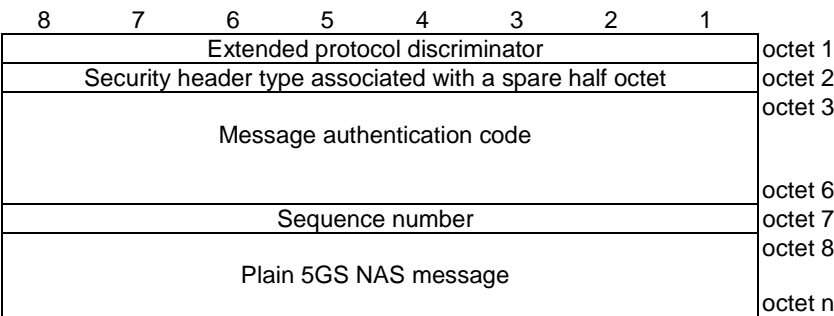 8 7 6 5 4 3 2 1
Extended protocol discriminator octet 1
Security header type associated with a spare half octet octet 2
octet 3
Message authentication code
octet 6
Sequence number octet 7
octet 8
Plain 5GS NAS message
octet n